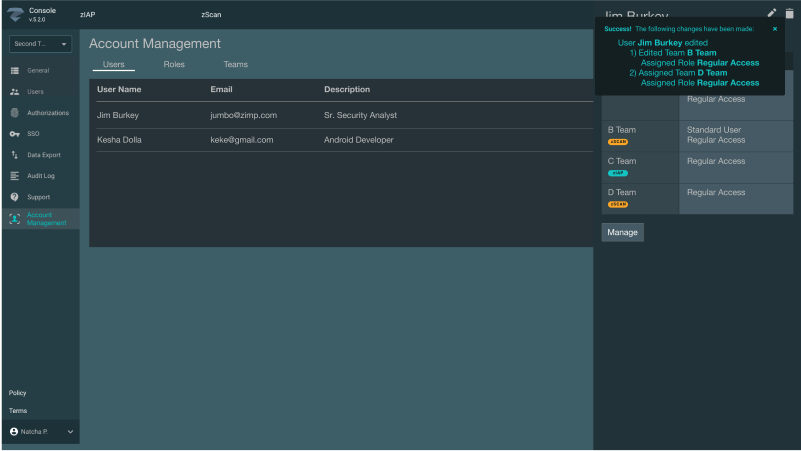 Console
v.5.2.0
zIAP
zScan
Second T...
General
Users
Authorizations
SSO
Data Export
Audit Log
Support
Account
Management
Policy
Terms
Natcha P.
Account Management
Users
Roles
Teams
User Name
Email
Description
Jim Burkey
jumbo@zimp.com
Sr. Security Analyst
Kesha Dolla
keke@gmail.com
Android Developer
Jim Burkey
Success! The following changes have been made:
×
User Jim Burkey edited
1) Edited Team B Team
Assigned Role Regular Access
2) Assigned Team D Team
Assigned Role Regular Access
Regular Access
B Team
zSCAN
Standard User
Regular Access
C Team
zIAP
Regular Access
D Team
zSCAN
Regular Access
Manage